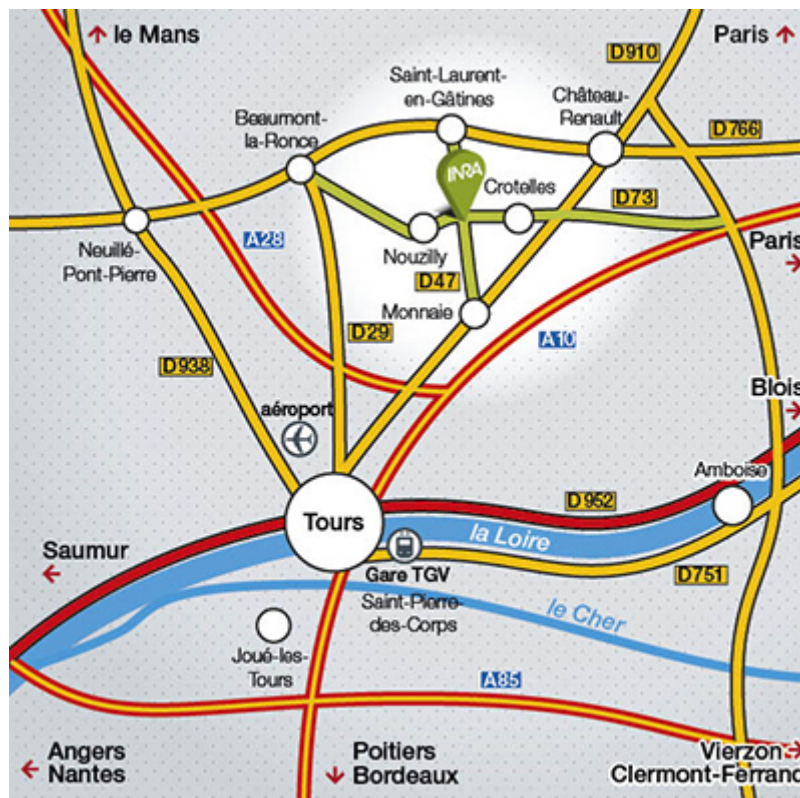 le Mans
Paris
D910
Saint-Laurent-
en-Gâtines
Château-
Renault
Beaumont-
la-Ronce
D766
INRA
Crotelles
D73
Neuillé-
Pont-Pierre
A28
Nouzilly
Paris
D47
Monnaie
D29
A10
D938
Blois
aéroport
Amboise
D952
Tours
la Loire
Saumur
Gare TGV
D751
Saint-Pierre-
des-Corps
le Cher
Joué-les-
Tours
A85
Angers
Nantes
Poitiers
Bordeaux
Vierzon
Clermont-Ferrand